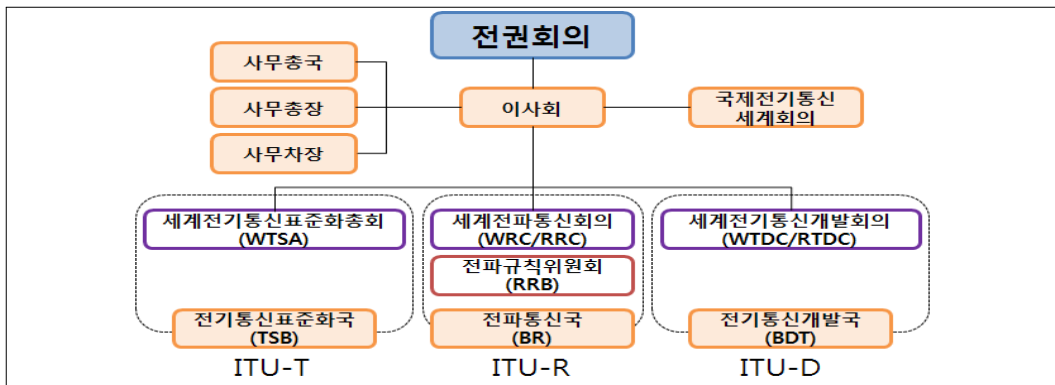 전권회의
사무총국
사무총장
이사회
국제전기통신
세계회의
사무차장
세계전기통신표준화총회
(WTSA)
세계전파통신회의
(WRC/RRC)
세계전기통신개발회의
(WTDC/RTDC)
전파규칙위원회
(RRB)
전기통신표준화국
(TSB)
전파통신국
(BR)
전기통신개발국
(BDT)
ITU-T
ITU-R
ITU-D